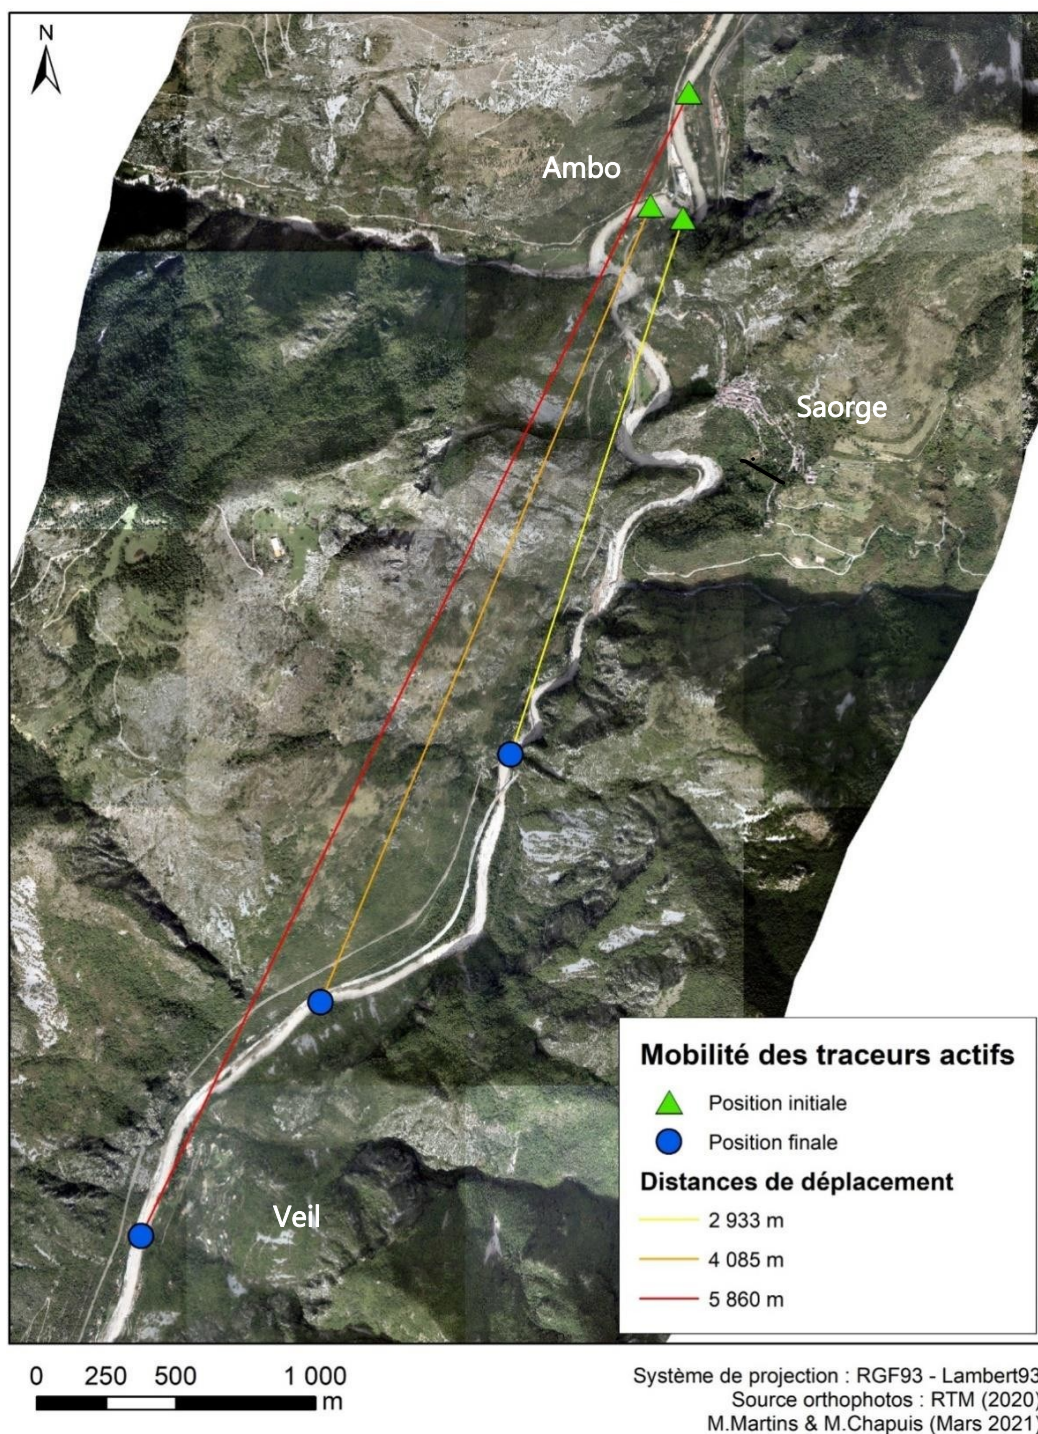 N
Ambo
Saorge
Veil
Mobilité des traceurs actifs
Position initiale
Position finale
Distances de déplacement
2 933 m
4 085 m
5 860 m
0 250 500 1 000
m
Système de projection : RGF93 - Lambert93
Source orthophotos : RTM (2020)
M.Martins & M.Chapuis (Mars 2021)